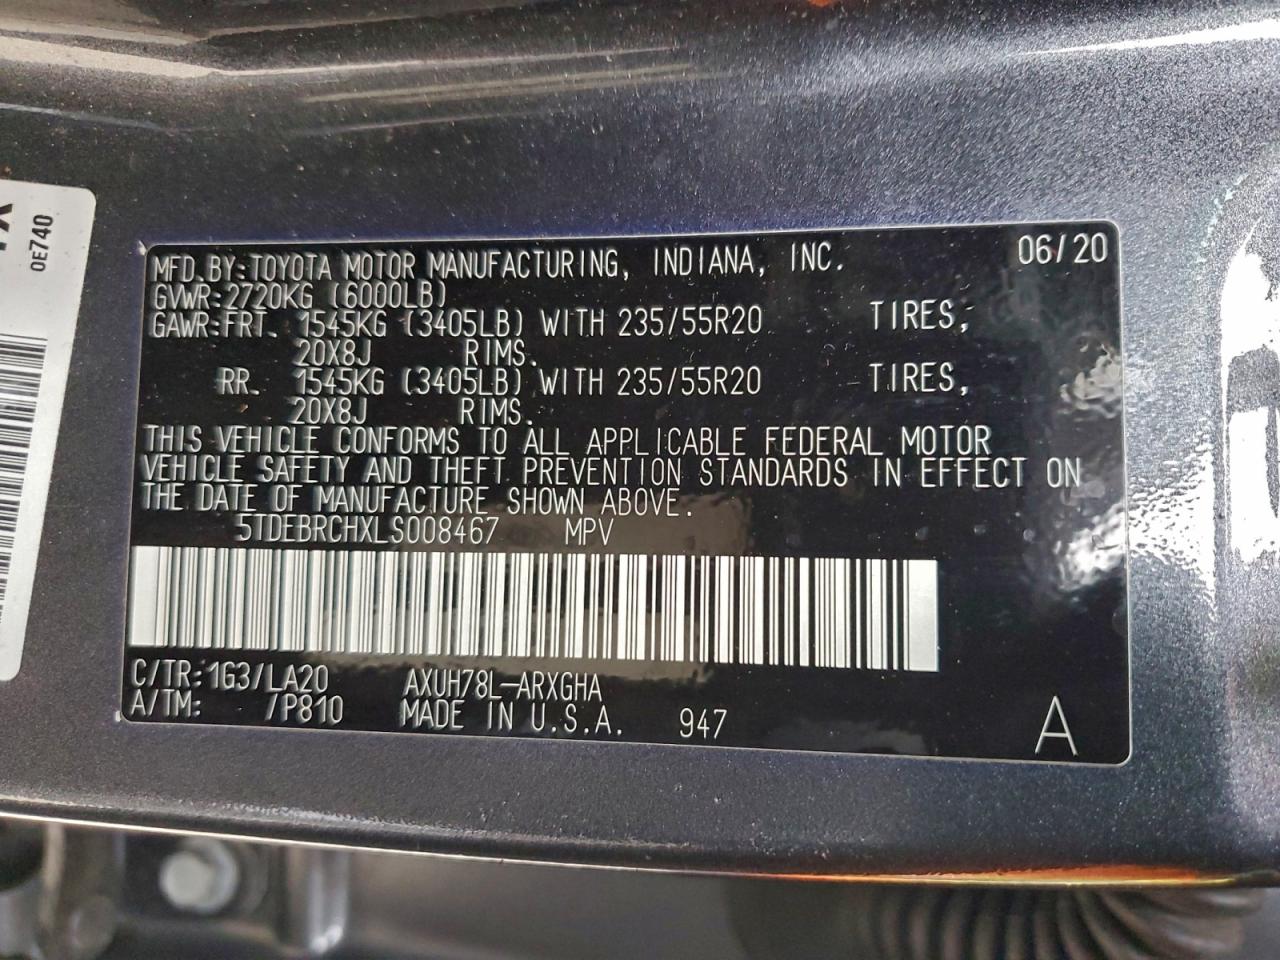 MFD.BY:TOYOTA MOTOR MANUFACTURING, INDIANA, INC. 06/20
GVWR:2720KG (6000LB)
GAWR:FRT. 1545KG (3405LB) WITH 235/55R20 TIRES,
20X8J RIMS.
RR. 1545KG (3405LB) WITH 235/55R20 TIRES,
20X8J RIMS.
THIS VEHICLE CONFORMS TO ALL APPLICABLE FEDERAL MOTOR
VEHICLE SAFETY AND THEFT PREVENTION STANDARDS IN EFFECT ON
THE DATE OF MANUFACTURE SHOWN ABOVE.
5TDEBRCHXLS008467 MPV
C/TR:1G3/LA20 AXUH78L-ARXGHA
A/TM: /P810 MADE IN U.S.A. 947 A
0E740